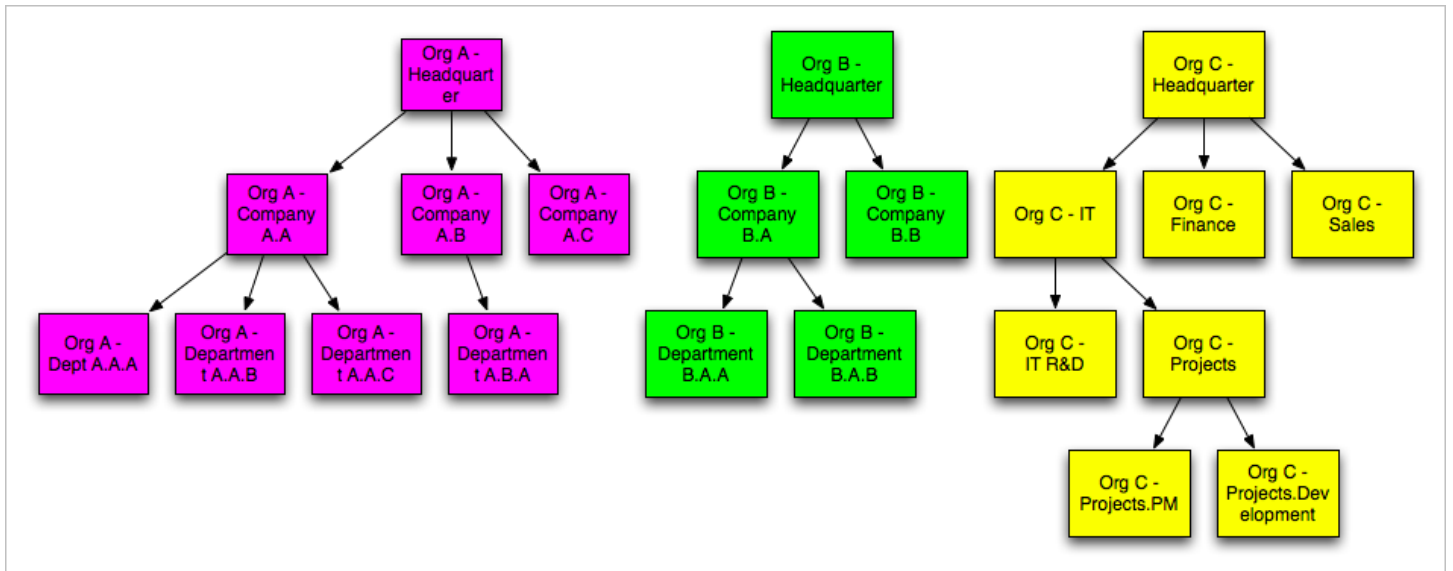 Org A -
Headquart
er
Org B -
Headquarter
Org C -
Headquarter
Org A -
Company
A.A
Org A -
Company
A.B
Org A -
Company
A.C
Org B -
Company
B.A
Org B -
Company
B.B
Org C - IT
Org C -
Finance
Org C -
Sales
Org A -
Dept A.A.A
Org A -
Departmen
t A.A.B
Org A -
Departmen
t A.A.C
Org A -
Departmen
t A.B.A
Org B -
Department
B.A.A
Org B -
Department
B.A.B
Org C -
IT R&D
Org C -
Projects
Org C -
Projects.PM
Org C -
Projects.Dev
elopment